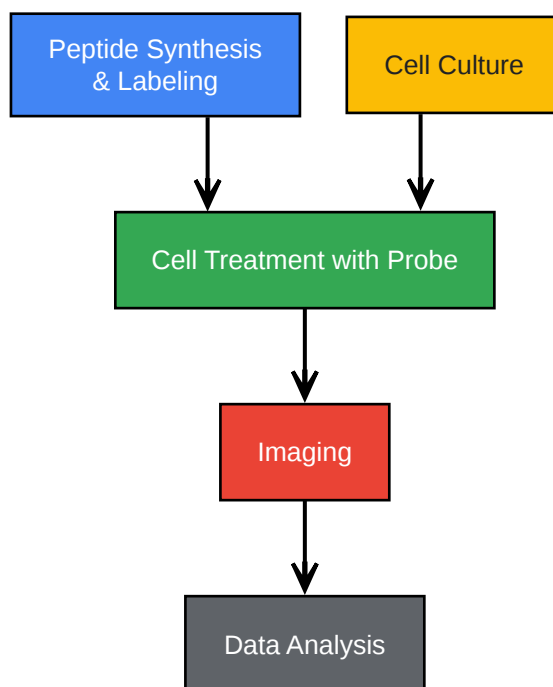 Peptide Synthesis
& Labeling
Cell Culture
Cell Treatment with Probe
Imaging
Data Analysis